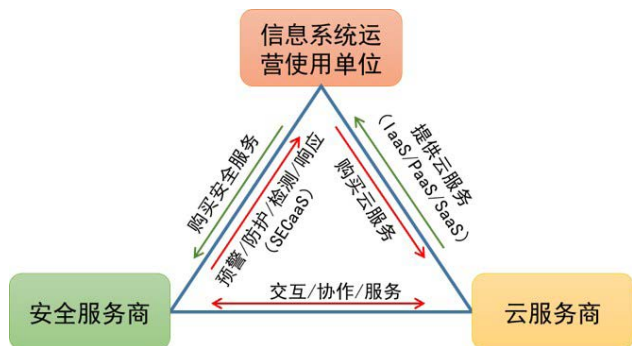 信息系统运
营使用单位
购买安全服务
预警/防护/检测/响应
(SECaaS)
购买云服务
提供云服务
(IaaS/PaaS/SaaS)
交互/协作/服务
安全服务商
云服务商